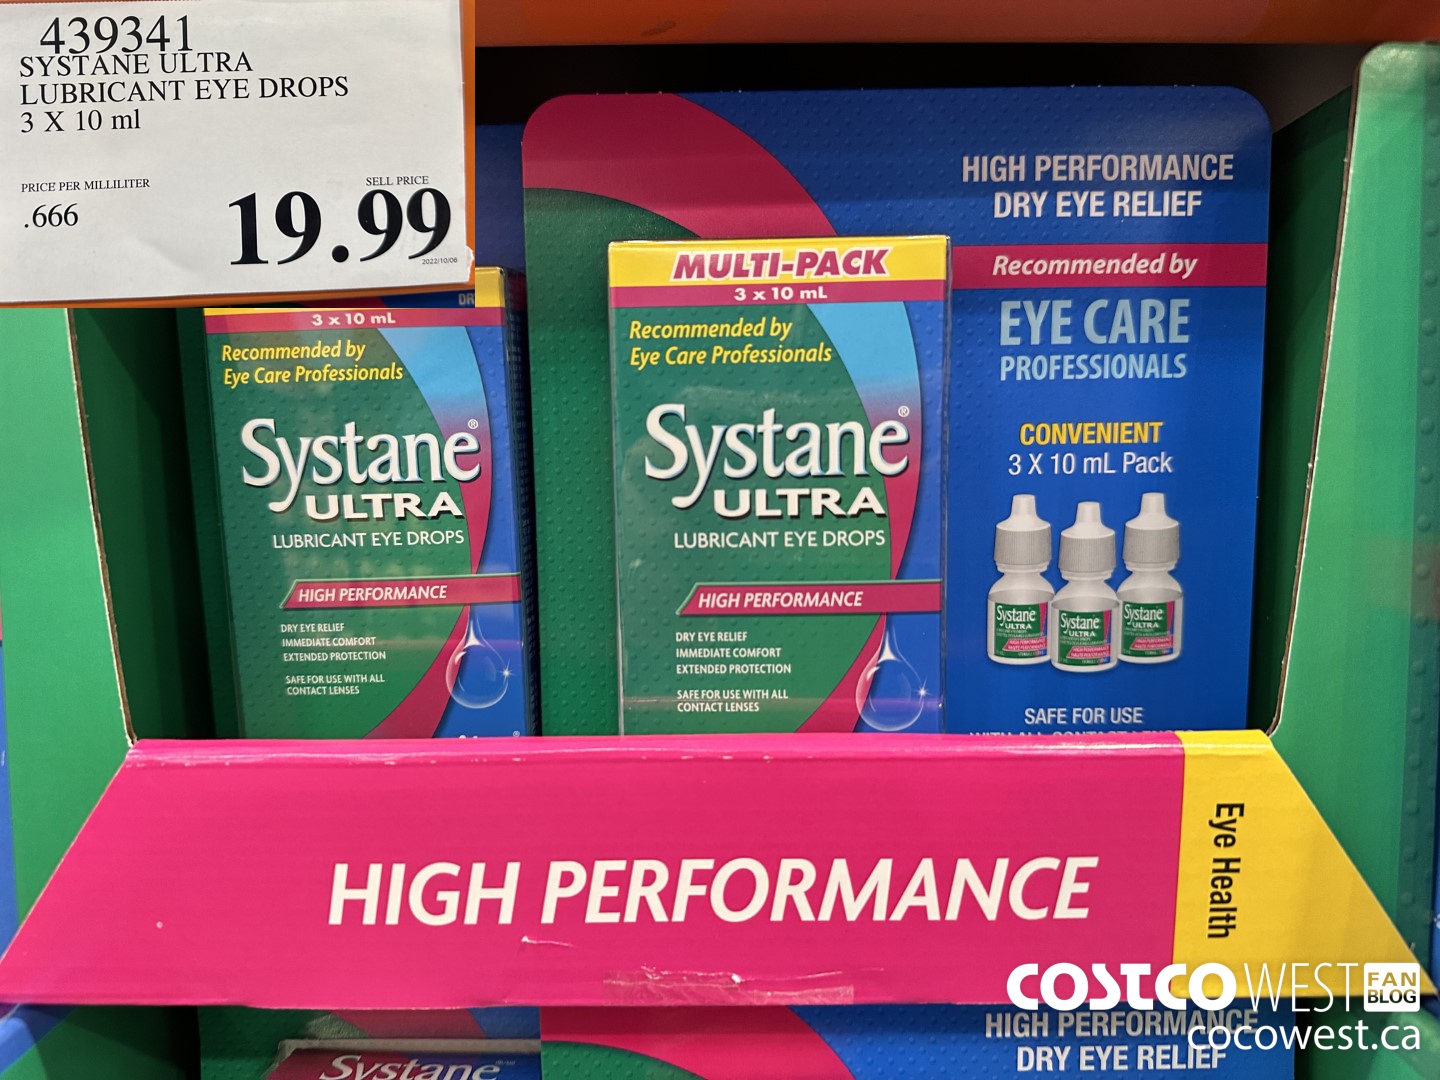 439341
SYSTANE ULTRA
LUBRICANT EYE DROPS
3 X 10 ml
PRICE PER MILLILITER
.666
SELL PRICE
19.99
2022/10/06
DR
3 x 10 mL
Recommended by
Eye Care Professionals
Systane®
ULTRA
LUBRICANT EYE DROPS
HIGH PERFORMANCE
DRY EYE RELIEF
IMMEDIATE COMFORT
EXTENDED PROTECTION
SAFE FOR USE WITH ALL
CONTACT LENSES
MULTI-PACK
3 x 10 mL
Recommended by
Eye Care Professionals
Systane®
ULTRA
LUBRICANT EYE DROPS
HIGH PERFORMANCE
DRY EYE RELIEF
IMMEDIATE COMFORT
EXTENDED PROTECTION
SAFE FOR USE WITH ALL
CONTACT LENSES
HIGH PERFORMANCE
DRY EYE RELIEF
Recommended by
EYE CARE
PROFESSIONALS
CONVENIENT
3 X 10 mL Pack
Systane
ULTRA
Systane
ULTRA
Systane
ULTRA
SAFE FOR USE
HIGH PERFORMANCE
Eye Health
COSTCO WEST FAN BLOG
cocowest.ca
HIGH PERFORMANCE
DRY EYE RELIEF
Systane